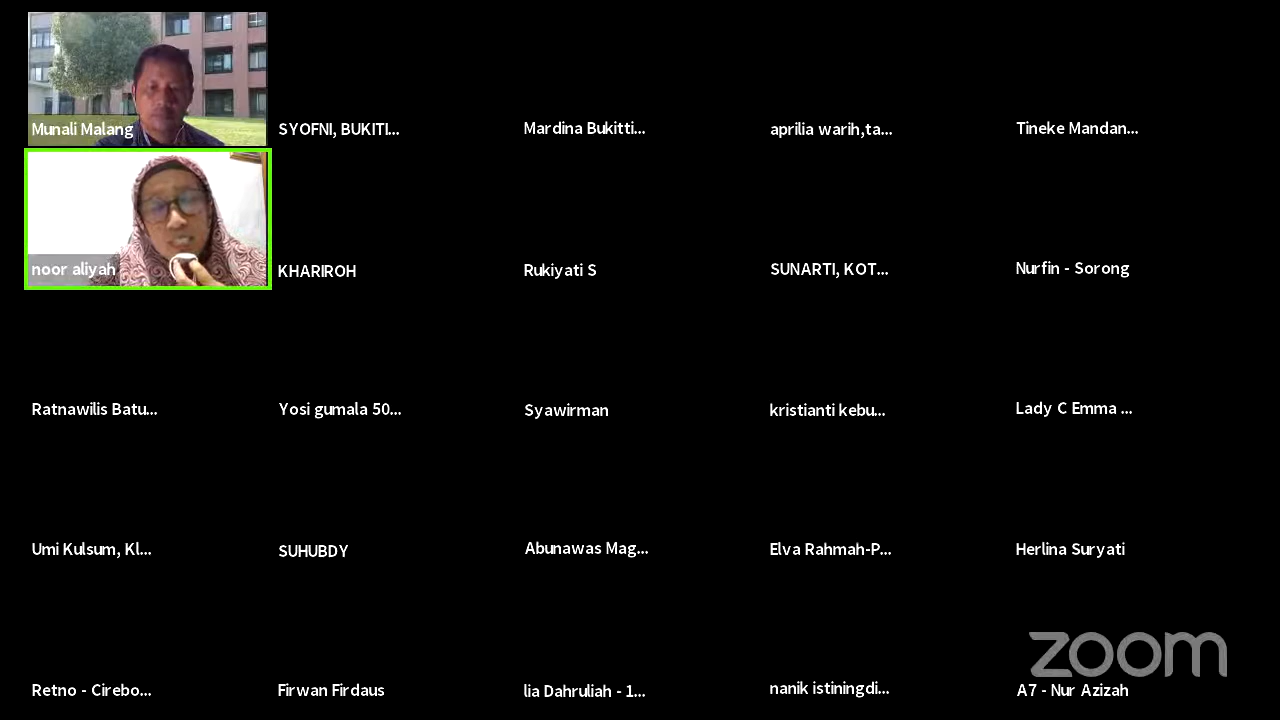 Munali Malang
SYOFNI, BUKITI...
Mardina Bukitti...
aprilia warih,ta...
Tineke Mandan...
noor aliyah
KHARIROH
Rukiyati S
SUNARTI, KOT...
Nurfin - Sorong
Ratnawilis Batu...
Yosi gumala 50...
Syawirman
kristianti kebu...
Lady C Emma ...
Umi Kulsum, Kl...
SUHUBDY
Abunawas Mag...
Elva Rahmah-P...
Herlina Suryati
zoom
Retno - Cirebo...
Firwan Firdaus
lia Dahruliah - 1...
nanik istiningdi...
A7 - Nur Azizah